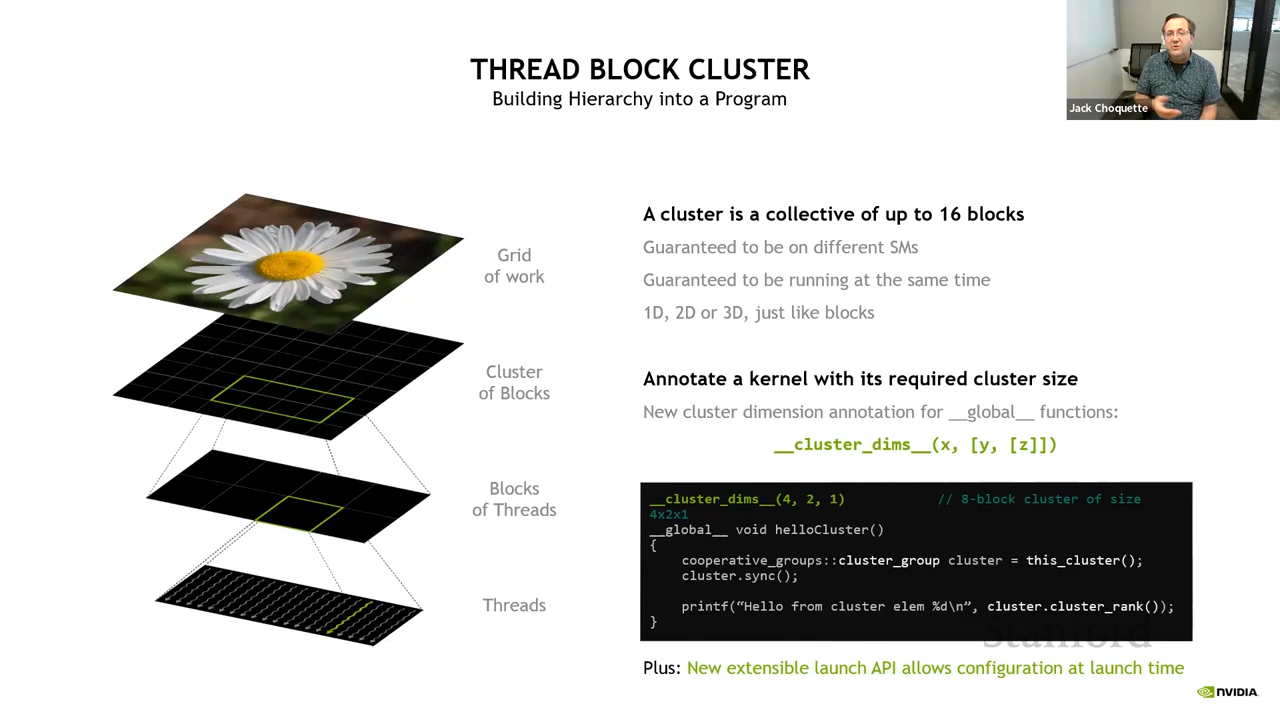 THREAD BLOCK CLUSTER
Building Hierarchy into a Program
Jack Choquette
Grid
of work
Cluster
of Blocks
Blocks
of Threads
Threads
A cluster is a collective of up to 16 blocks
Guaranteed to be on different SMs
Guaranteed to be running at the same time
1D, 2D or 3D, just like blocks
Annotate a kernel with its required cluster size
New cluster dimension annotation for __global__ functions:
__cluster_dims__(x, [y, [z]])
__cluster_dims__(4, 2, 1) // 8-block cluster of size
4x2x1
__global__ void helloCluster()
{
cooperative_groups::cluster_group cluster = this_cluster();
cluster.sync();
printf(“Hello from cluster elem %d\n”, cluster.cluster_rank());
}
Stanford
Plus: New extensible launch API allows configuration at launch time
NVIDIA.